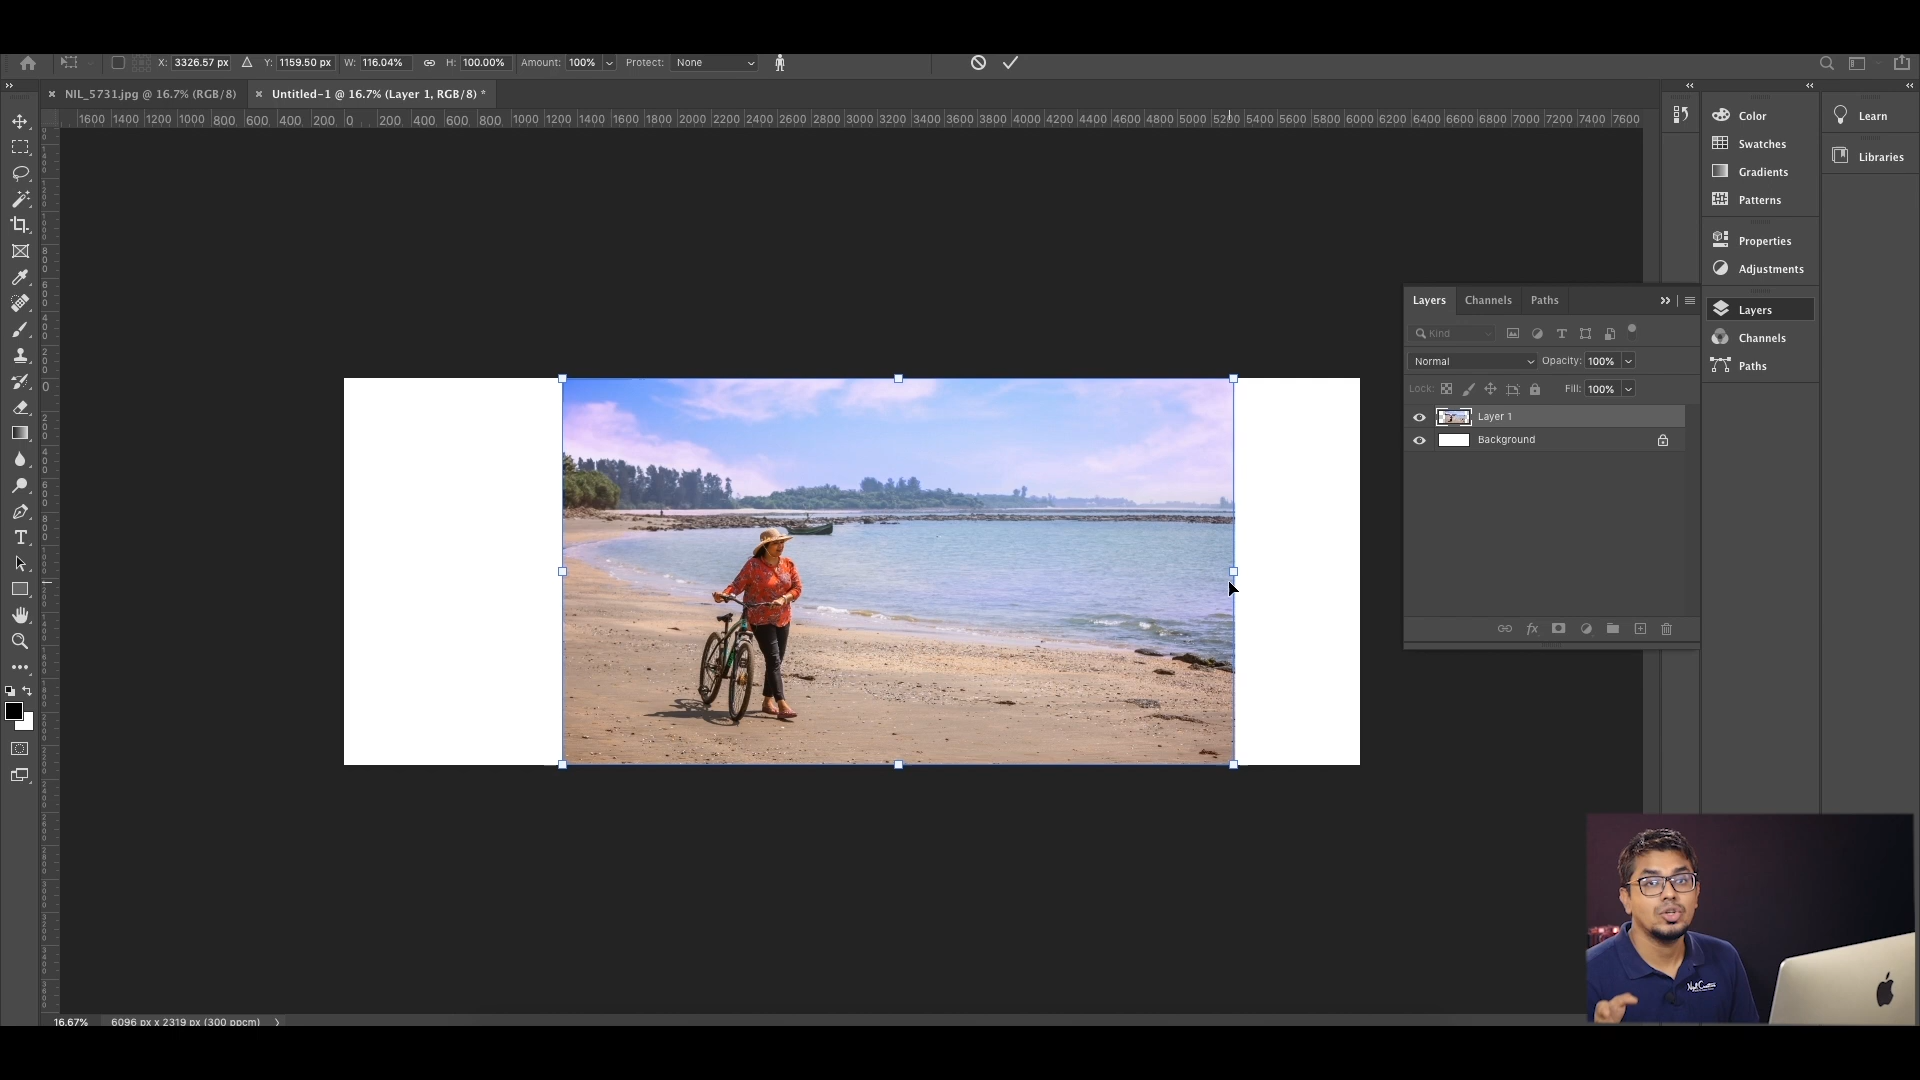 X: 3326.57 px Y: 1159.50 px W: 116.04% H: 100.00% Amount: 100% Protect: None
NIL_5731.jpg @ 16.7% (RGB/8) Untitled-1 @ 16.7% (Layer 1, RGB/8) *
1600 1400 1200 1000 800 600 400 200 0 200 400 600 800 1000 1200 1400 1600 1800 2000 2200 2400 2600 2800 3000 3200 3400 3600 3800 4000 4200 4400 4600 4800 5000 5200 5400 5600 5800 6000 6200 6400 6600 6800 7000 7200 7400 7600
Color
Swatches
Gradients
Patterns
Properties
Adjustments
Layers
Channels
Paths
Learn
Libraries
Layers Channels Paths
Kind
Normal Opacity: 100%
Lock: Fill: 100%
Layer 1
Background
16.67% 6096 px x 2319 px (300 ppcm)